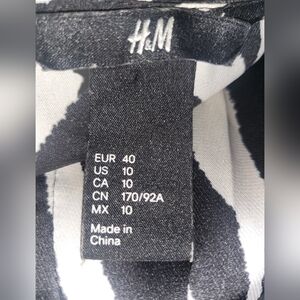 H&M
EUR 40
US 10
CA 10
CN 170/92A
MX 10
Made in
China